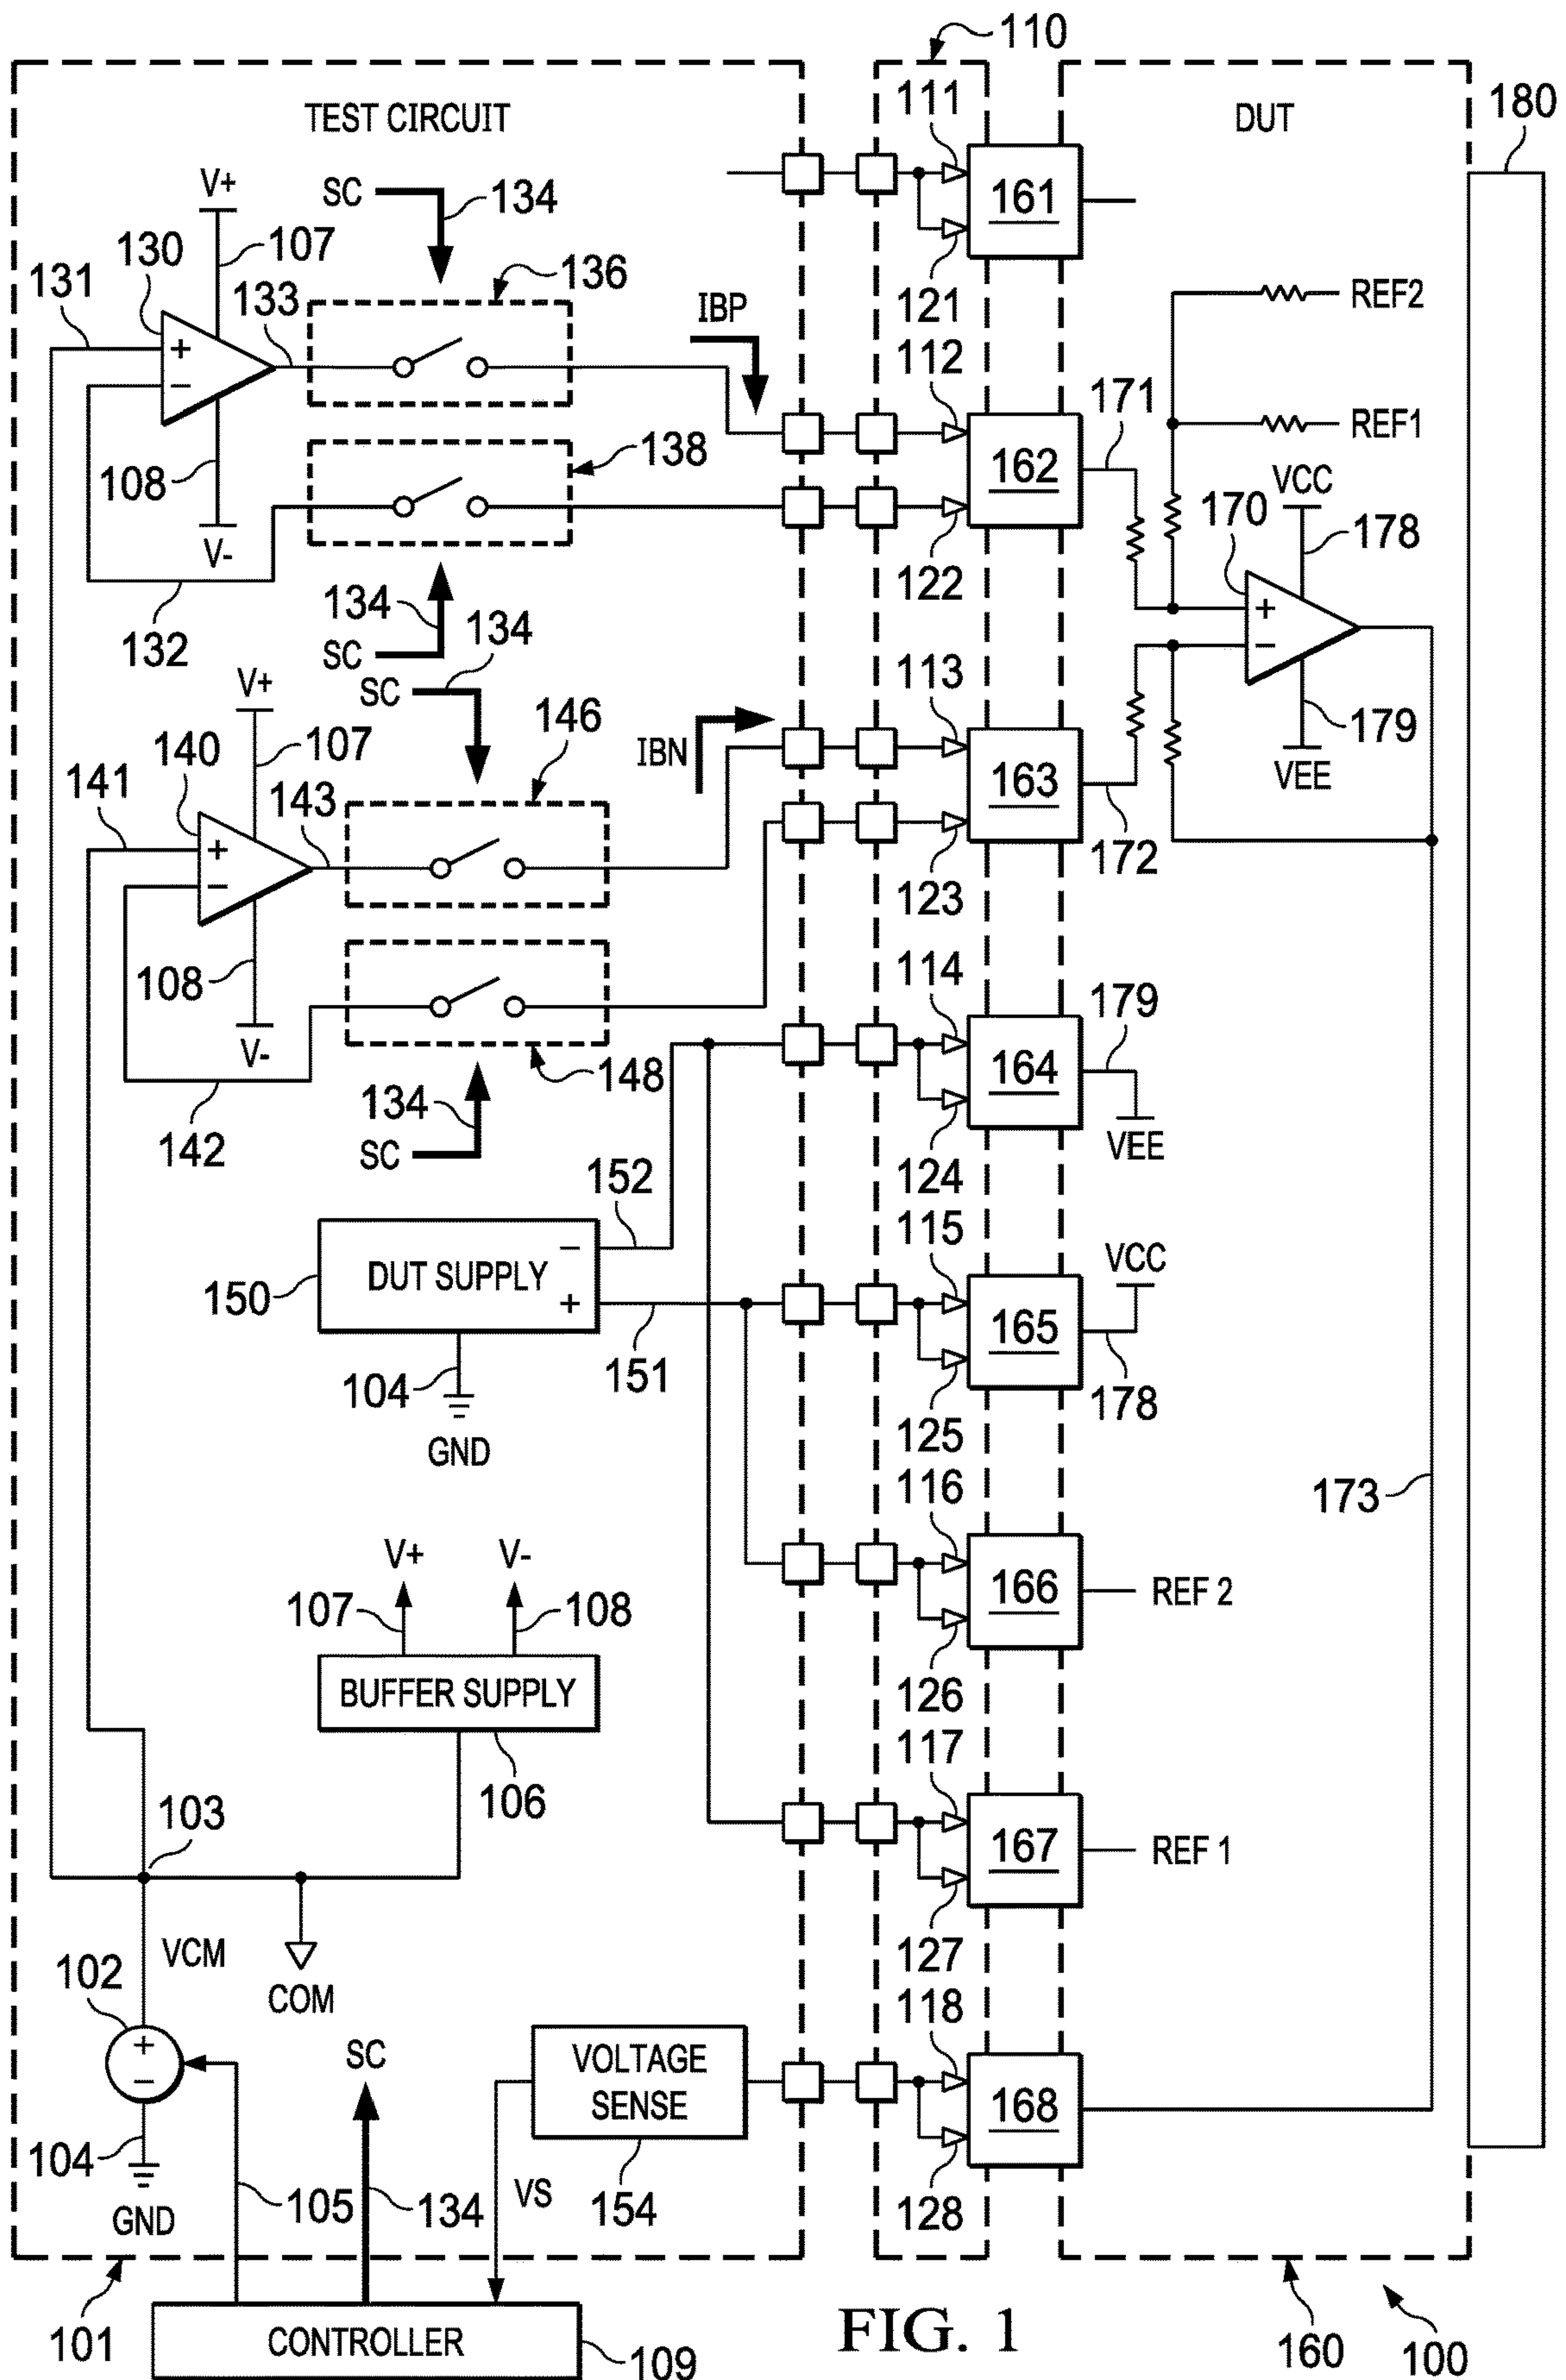 110
TEST CIRCUIT
111
DUT
180
SC
134
V+
161
107
130
136
121
REF2
131
133
IBP
112
+
−
171
REF1
108
138
162
VCC
170
178
V-
122
+
−
132
134
SC
134
SC
113
179
V+
146
IBN
VEE
107
140
163
141
143
+
−
123
172
108
114
179
V-
148
164
142
134
SC
124
VEE
152
115
VCC
−
DUT SUPPLY
150
+
165
104
151
125
178
GND
116
173
V+
V-
107
108
166
REF 2
BUFFER SUPPLY
126
117
106
103
167
REF 1
VCM
127
102
COM
118
+
−
SC
VOLTAGE
SENSE
168
104
105
134
VS
154
128
GND
101
CONTROLLER
109
FIG. 1
160
100